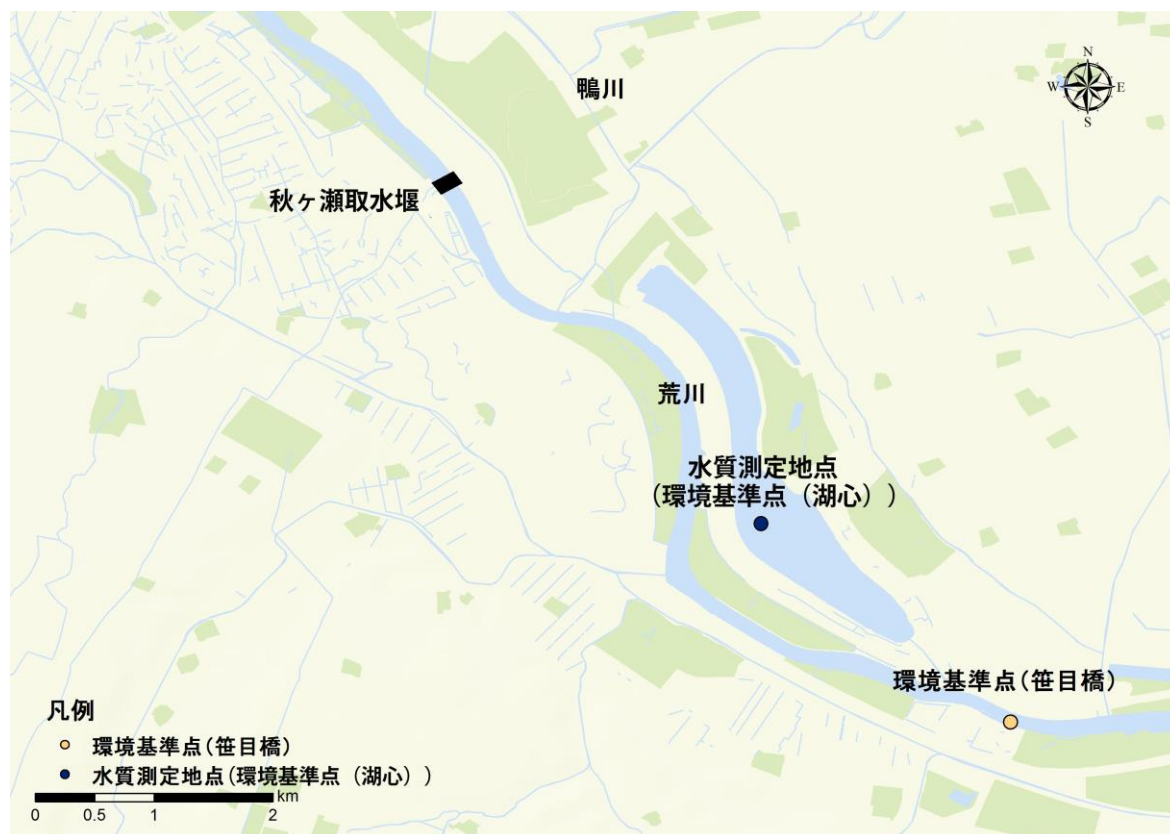 鴨川
N
W
E
S
秋ヶ瀬取水堰
荒川
水質測定地点
（環境基準点（湖心））
環境基準点（笹目橋）
凡例
環境基準点（笹目橋）
水質測定地点（環境基準点（湖心））
km
0 0.5 1 2